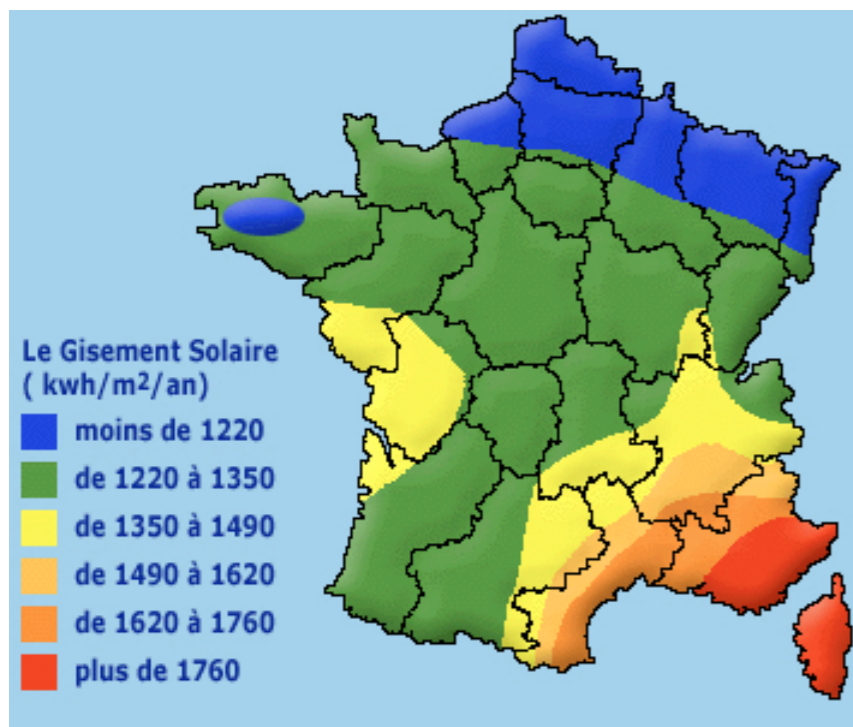 Le Gisement Solaire
( kwh/m²/an)
moins de 1220
de 1220 à 1350
de 1350 à 1490
de 1490 à 1620
de 1620 à 1760
plus de 1760